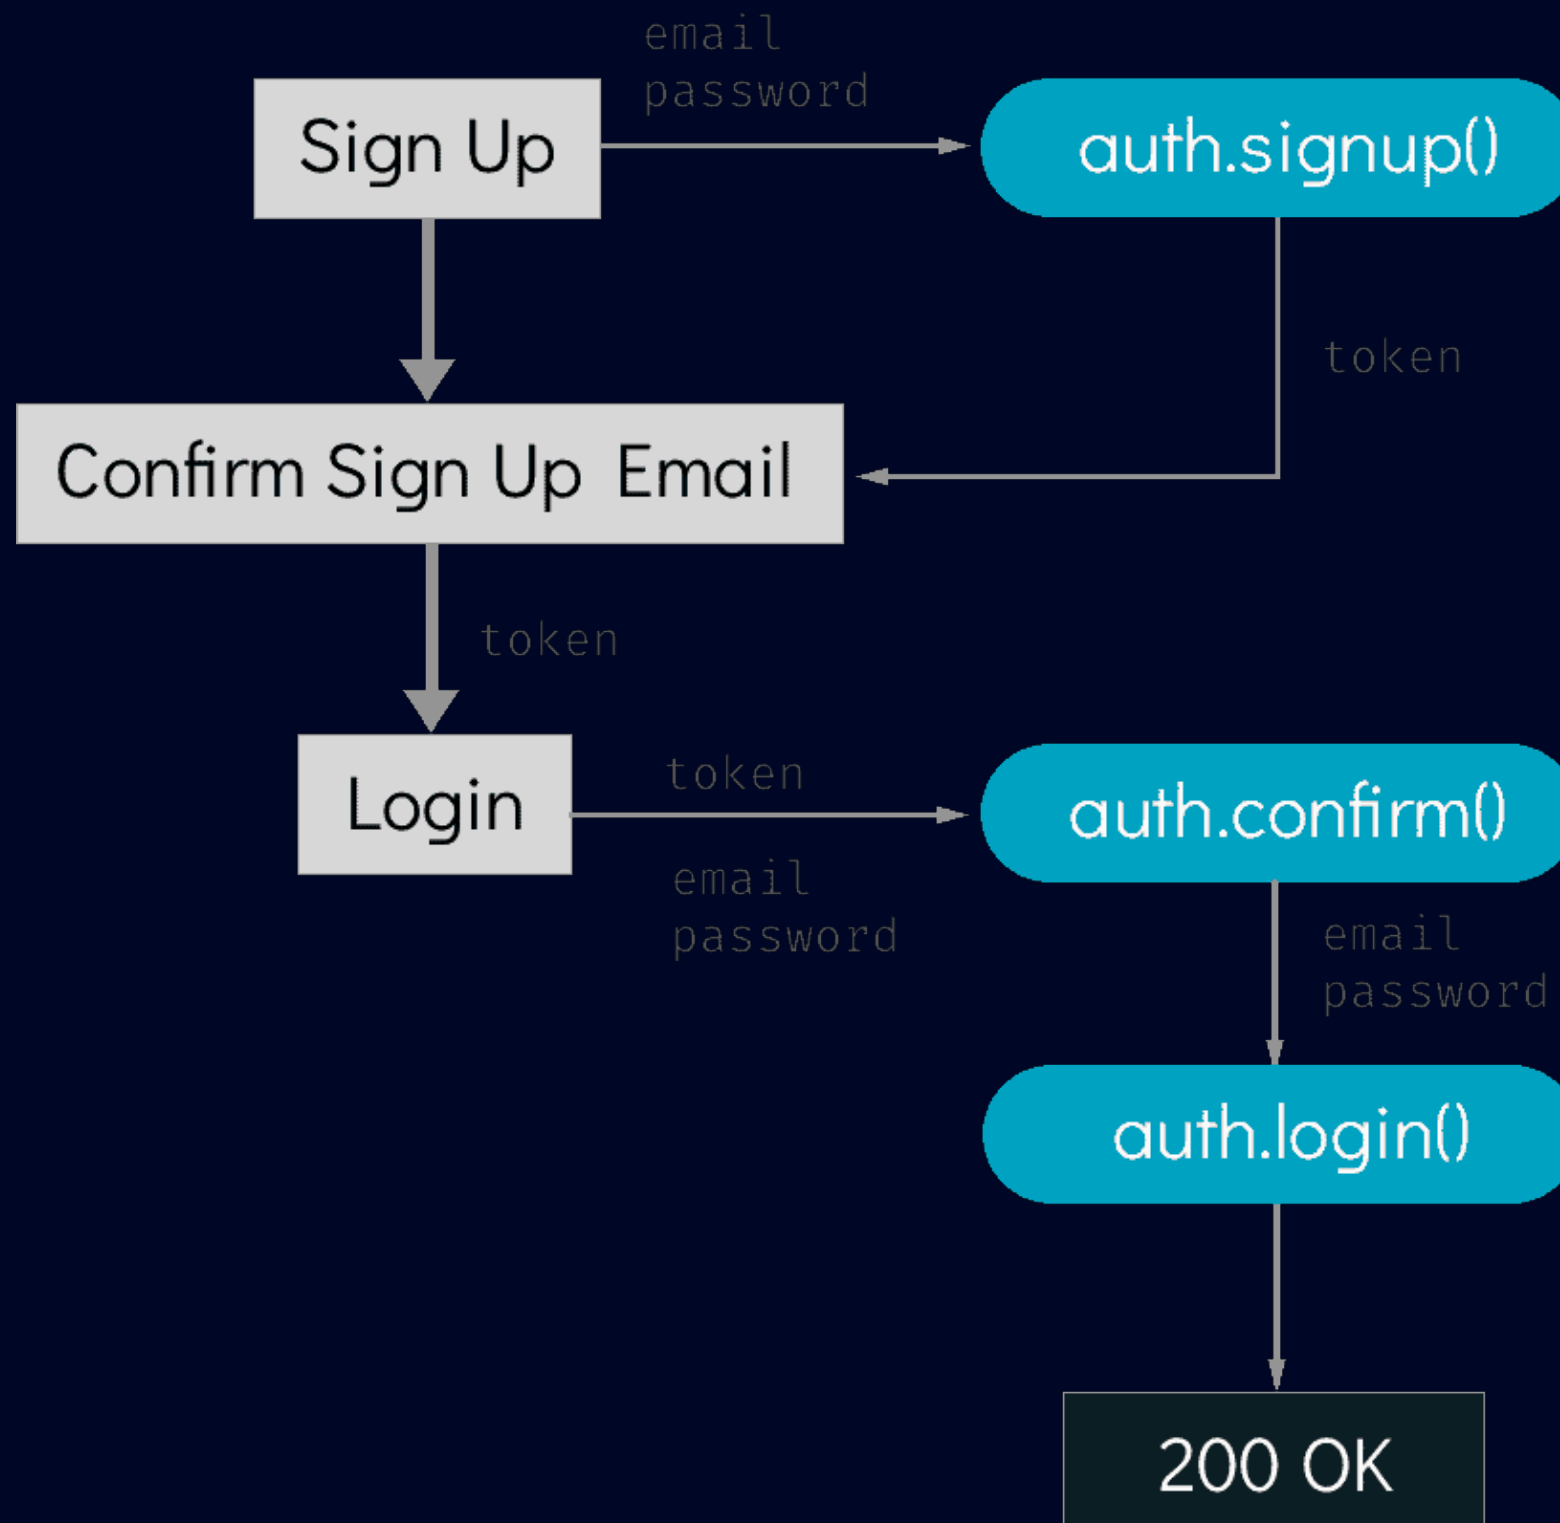 email
password
Sign Up
auth.signup()
token
Confirm Sign Up Email
token
Login
token
email
password
auth.confirm()
email
password
auth.login()
200 OK